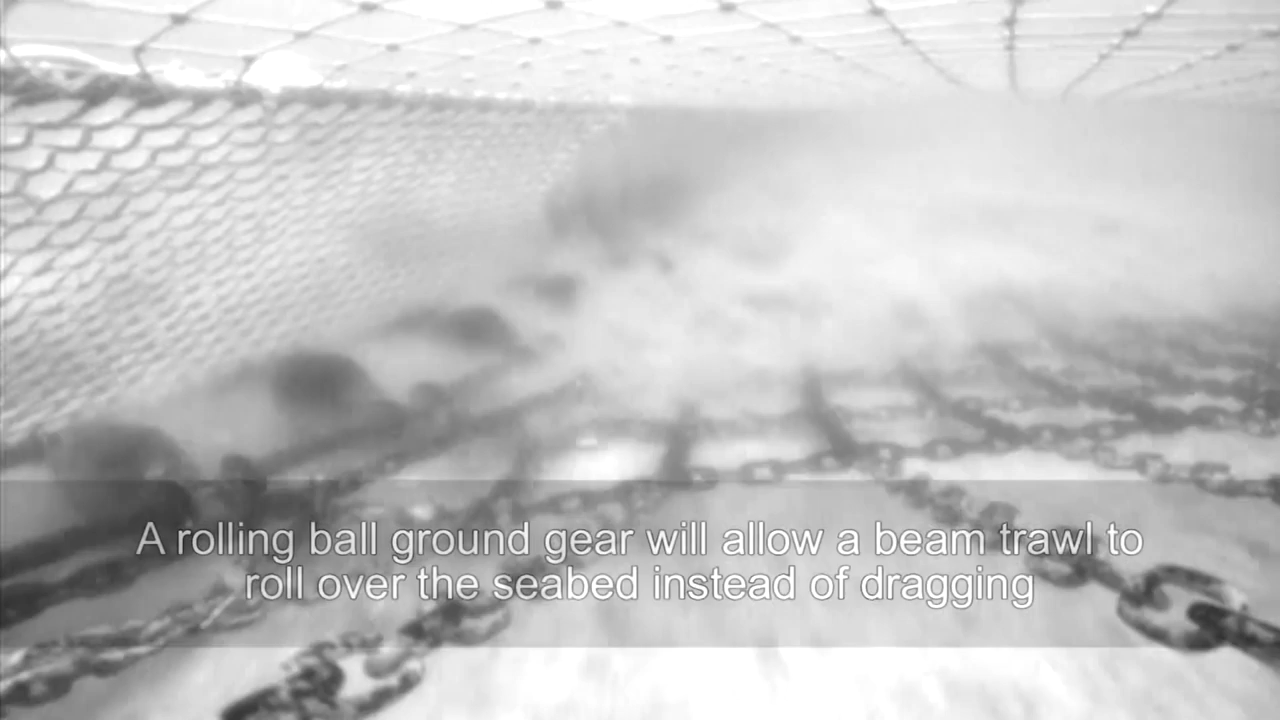 A rolling ball ground gear will allow a beam trawl to
roll over the seabed instead of dragging